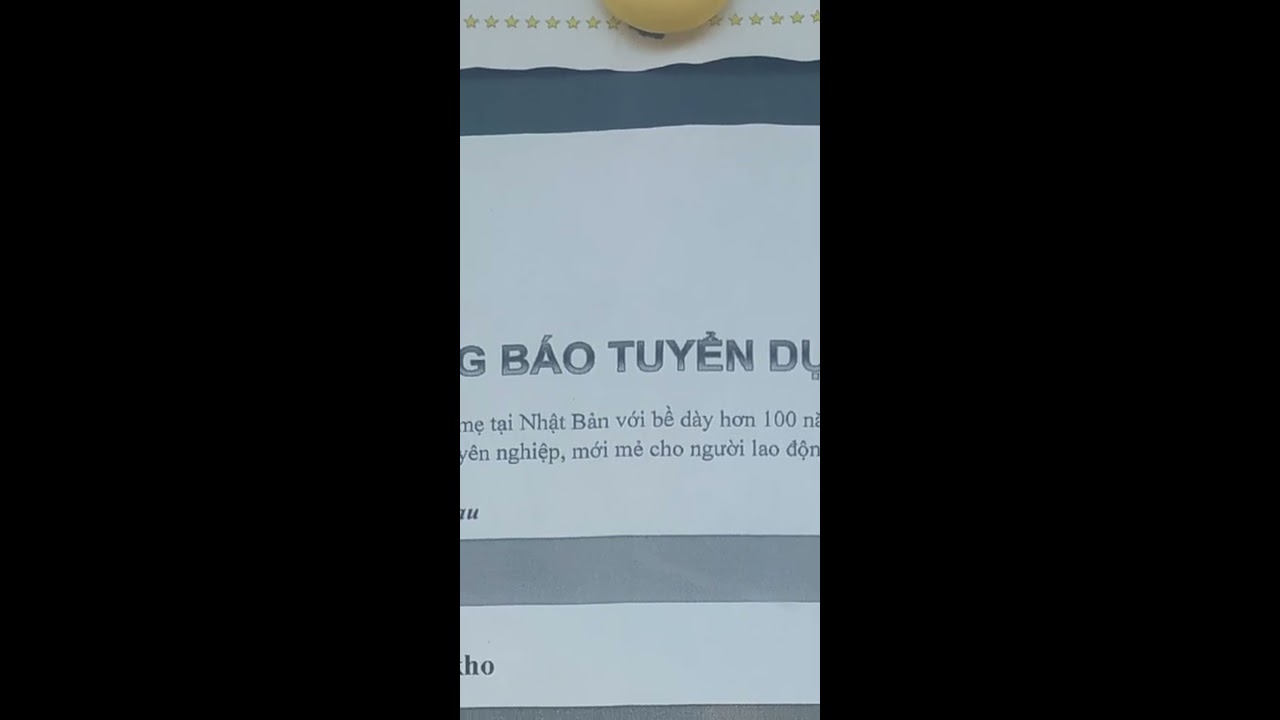 G BÁO TUYỂN DỤ
mẹ tại Nhật Bản với bề dày hơn 100 nă
yên nghiệp, mới mẻ cho người lao độn
au
kho